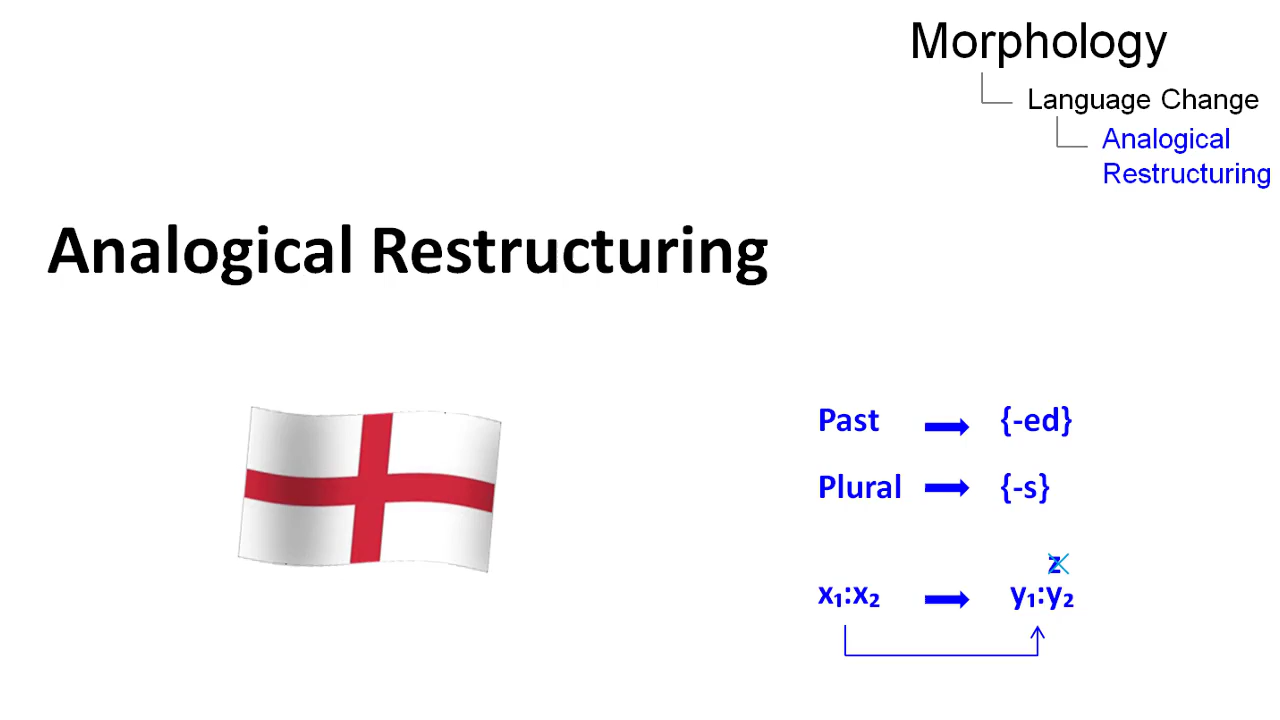 Morphology
Language Change
Analogical
Restructuring
Analogical Restructuring
Past → {-ed}
Plural → {-s}
z
x₁:x₂ → y₁:y₂